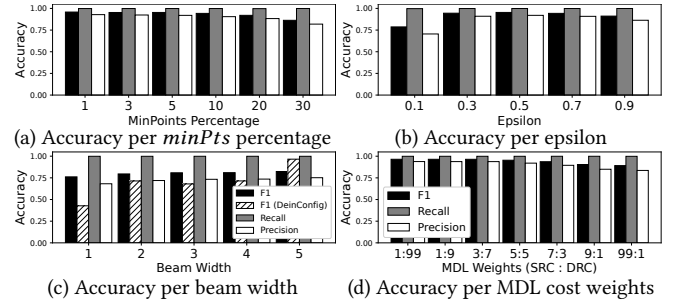 1.00
0.75
0.50
0.25
0.00
Accuracy
1 3 5 10 20 30
MinPoints Percentage
(a) Accuracy per minPts percentage
1.00
0.75
0.50
0.25
0.00
Accuracy
0.1 0.3 0.5 0.7 0.9
Epsilon
(b) Accuracy per epsilon
1.00
0.75
0.50
0.25
0.00
Accuracy
F1
F1 (DeinConfig)
Recall
Precision
1 2 3 4 5
Beam Width
(c) Accuracy per beam width
1.00
0.75
0.50
0.25
0.00
Accuracy
F1
Recall
Precision
1:99 1:9 3:7 5:5 7:3 9:1 99:1
MDL Weights (SRC : DRC)
(d) Accuracy per MDL cost weights